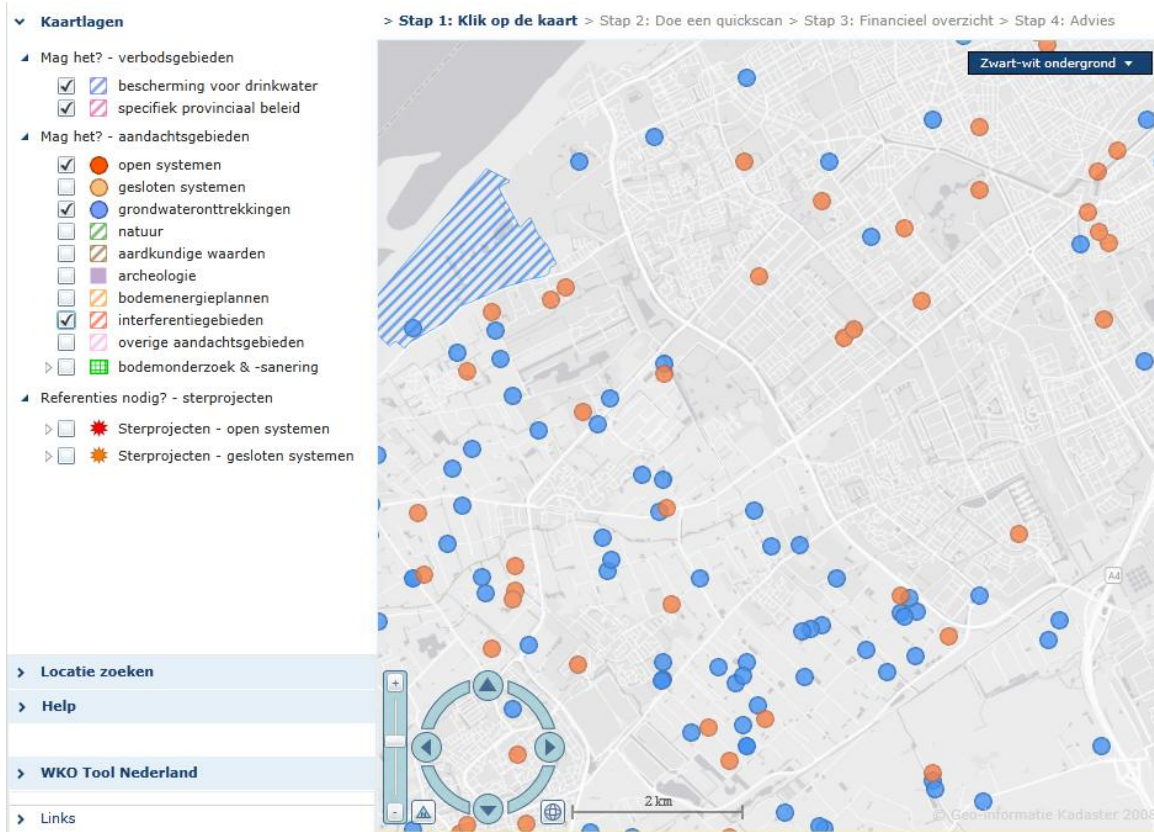 Kaartlagen
Mag het? - verbodsgebieden
bescherming voor drinkwater
specifiek provinciaal beleid
Mag het? - aandachtsgebieden
open systemen
gesloten systemen
grondwateronttrekkingen
natuur
aardkundige waarden
archeologie
bodemenergieplannen
interferentiegebieden
overige aandachtsgebieden
bodemonderzoek & -sanering
Referenties nodig? - sterprojecten
Sterprojecten - open systemen
Sterprojecten - gesloten systemen
Locatie zoeken
Help
WKO Tool Nederland
Links
> Stap 1: Klik op de kaart > Stap 2: Doe een quickscan > Stap 3: Financieel overzicht > Stap 4: Advies
Zwart-wit ondergrond
A4
2 km
© Geo-Informatie Kadaster 2008